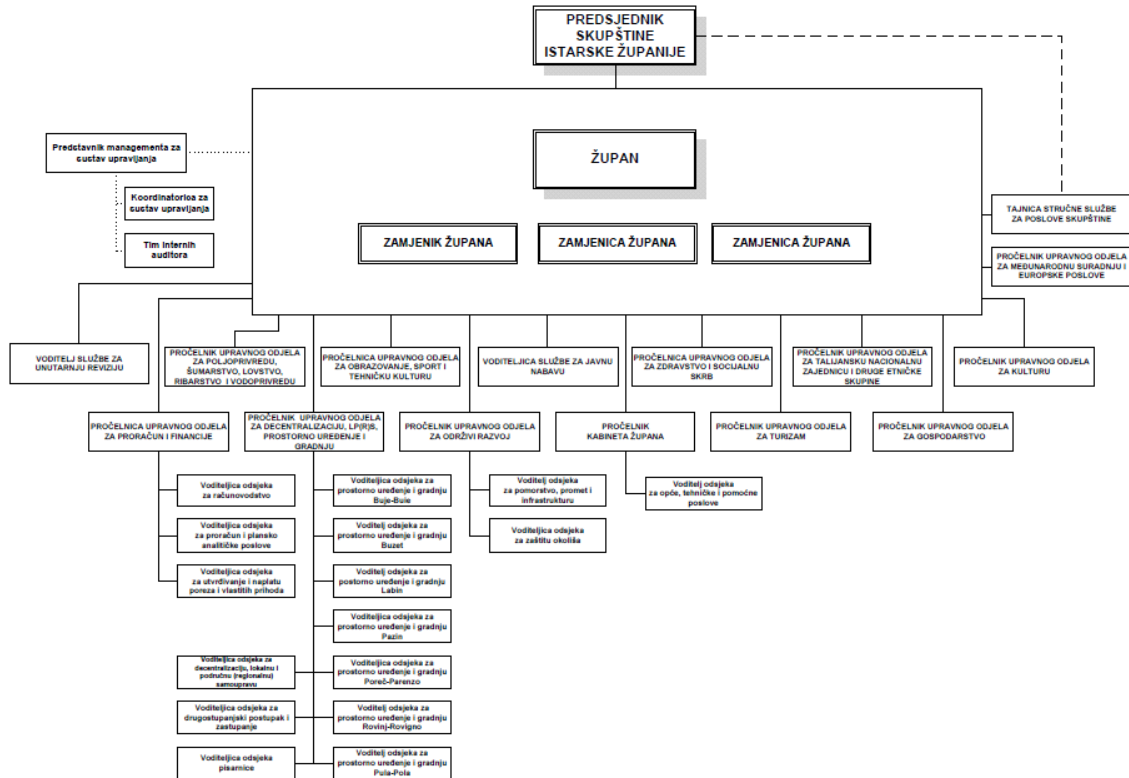 PREDSJEDNIK
SKUPŠTINE
ISTARSKE ŽUPANIJE
Predstavnik managementa za
sustav upravljanja
ŽUPAN
Koordinatorica za
sustav upravljanja
TAJNICA STRUČNE SLUŽBE
ZA POSLOVE SKUPŠTINE
Tim internih
auditora
ZAMJENIK ŽUPANA
ZAMJENICA ŽUPANA
ZAMJENICA ŽUPANA
PROČELNIK UPRAVNOG ODJELA
ZA MEĐUNARODNU SURADNJU I
EUROPSKE POSLOVE
VODITELJ SLUŽBE ZA
UNUTARNJU REVIZIJU
PROČELNIK UPRAVNOG ODJELA
ZA POLJOPRIVREDU,
ŠUMARSTVO, LOVSTVO,
RIBARSTVO I VODOPRIVREDU
PROČELNICA UPRAVNOG ODJELA
ZA OBRAZOVANJE, SPORT I
TEHNIČKU KULTURU
VODITELJICA SLUŽBE ZA JAVNU
NABAVU
PROČELNICA UPRAVNOG ODJELA
ZA ZDRAVSTVO I SOCIJALNU
SKRB
PROČELNIK UPRAVNOG ODJELA
ZA TALIJANSKU NACIONALNU
ZAJEDNICU I DRUGE ETNIČKE
SKUPINE
PROČELNIK UPRAVNOG ODJELA
ZA KULTURU
PROČELNICA UPRAVNOG ODJELA
ZA PRORAČUN I FINANCIJE
PROČELNIK UPRAVNOG ODJELA
ZA DECENTRALIZACIJU, LP(R)S,
PROSTORNO UREĐENJE I
GRADNJU
PROČELNIK UPRAVNOG ODJELA
ZA ODRŽIVI RAZVOJ
PROČELNIK
KABINETA ŽUPANA
PROČELNIK UPRAVNOG ODJELA
ZA TURIZAM
PROČELNIK UPRAVNOG ODJELA
ZA GOSPODARSTVO
Voditeljica odsjeka
za računovodstvo
Voditeljica odsjeka za
prostorno uređenje i gradnju
Buje-Buie
Voditelj odsjeka
za pomorstvo, promet i
infrastrukturu
Voditelj odsjeka
za opće, tehničke i pomoćne
poslove
Voditeljica odsjeka
za proračun i plansko
analitičke poslove
Voditelj odsjeka za
prostorno uređenje i gradnju
Buzet
Voditeljica odsjeka
za zaštitu okoliša
Voditeljica odsjeka
za utvrđivanje i naplatu
poreza i vlastitih prihoda
Voditelj odsjeka za
postorno uređenje i gradnju
Labin
Voditeljica odsjeka za
prostorno uređenje i gradnju
Pazin
Voditeljica odsjeka za
decentralizaciju, lokalnu i
područnu (regionalnu)
samoupravu
Voditeljica odsjeka za
prostorno uređenje i gradnju
Poreč-Parenzo
Voditeljica odsjeka za
drugostupanjski postupak i
zastupanje
Voditelj odsjeka za
prostorno uređenje i gradnju
Rovinj-Rovigno
Voditeljica odsjeka
pisarnice
Voditelj odsjeka za
prostorno uređenje i gradnju
Pula-Pola